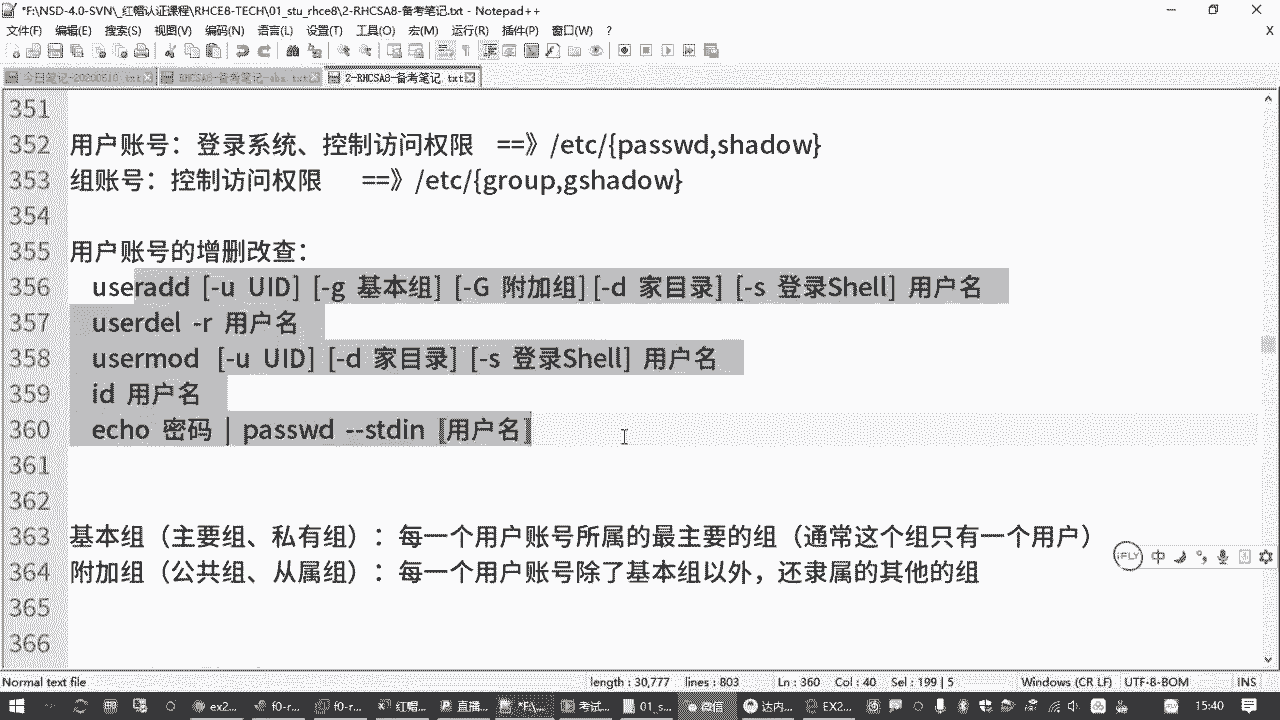 *F:\NSD-4.0-SVN\_红帽认证课程\RHCE8-TECH\01_stu_rhce8\2-RHCSA8-备考笔记.txt - Notepad++
文件(F) 编辑(E) 搜索(S) 视图(V) 编码(N) 语言(L) 设置(T) 工具(O) 宏(M) 运行(R) 插件(P) 窗口(W) ? X
2-RHCSA8-备考笔记.txt
351
352 用户账号：登录系统、控制访问权限 ==》/etc/{passwd,shadow}
353 组账号：控制访问权限 ==》/etc/{group,gshadow}
354
355 用户账号的增删改查：
356 useradd [-u UID] [-g 基本组] [-G 附加组] [-d 家目录] [-s 登录Shell] 用户名
357 userdel -r 用户名
358 usermod [-u UID] [-d 家目录] [-s 登录Shell] 用户名
359 id 用户名
360 echo 密码 | passwd --stdin [用户名]
361
362
363 基本组（主要组、私有组）：每一个用户账号所属的最主要的组（通常这个组只有一个用户）
364 附加组（公共组、从属组）：每一个用户账号除了基本组以外，还隶属的其他的组
365
366
iFLY 中
Normal text file length : 30,777 lines : 803 Ln : 360 Col : 40 Sel : 199 | 5 Windows (CR LF) UTF-8-BOM INS
ex2... f0-r... f0-r... 红帽... 直播... *F:\... 考试... 01_s... 微信 达内... EX2... 15:40